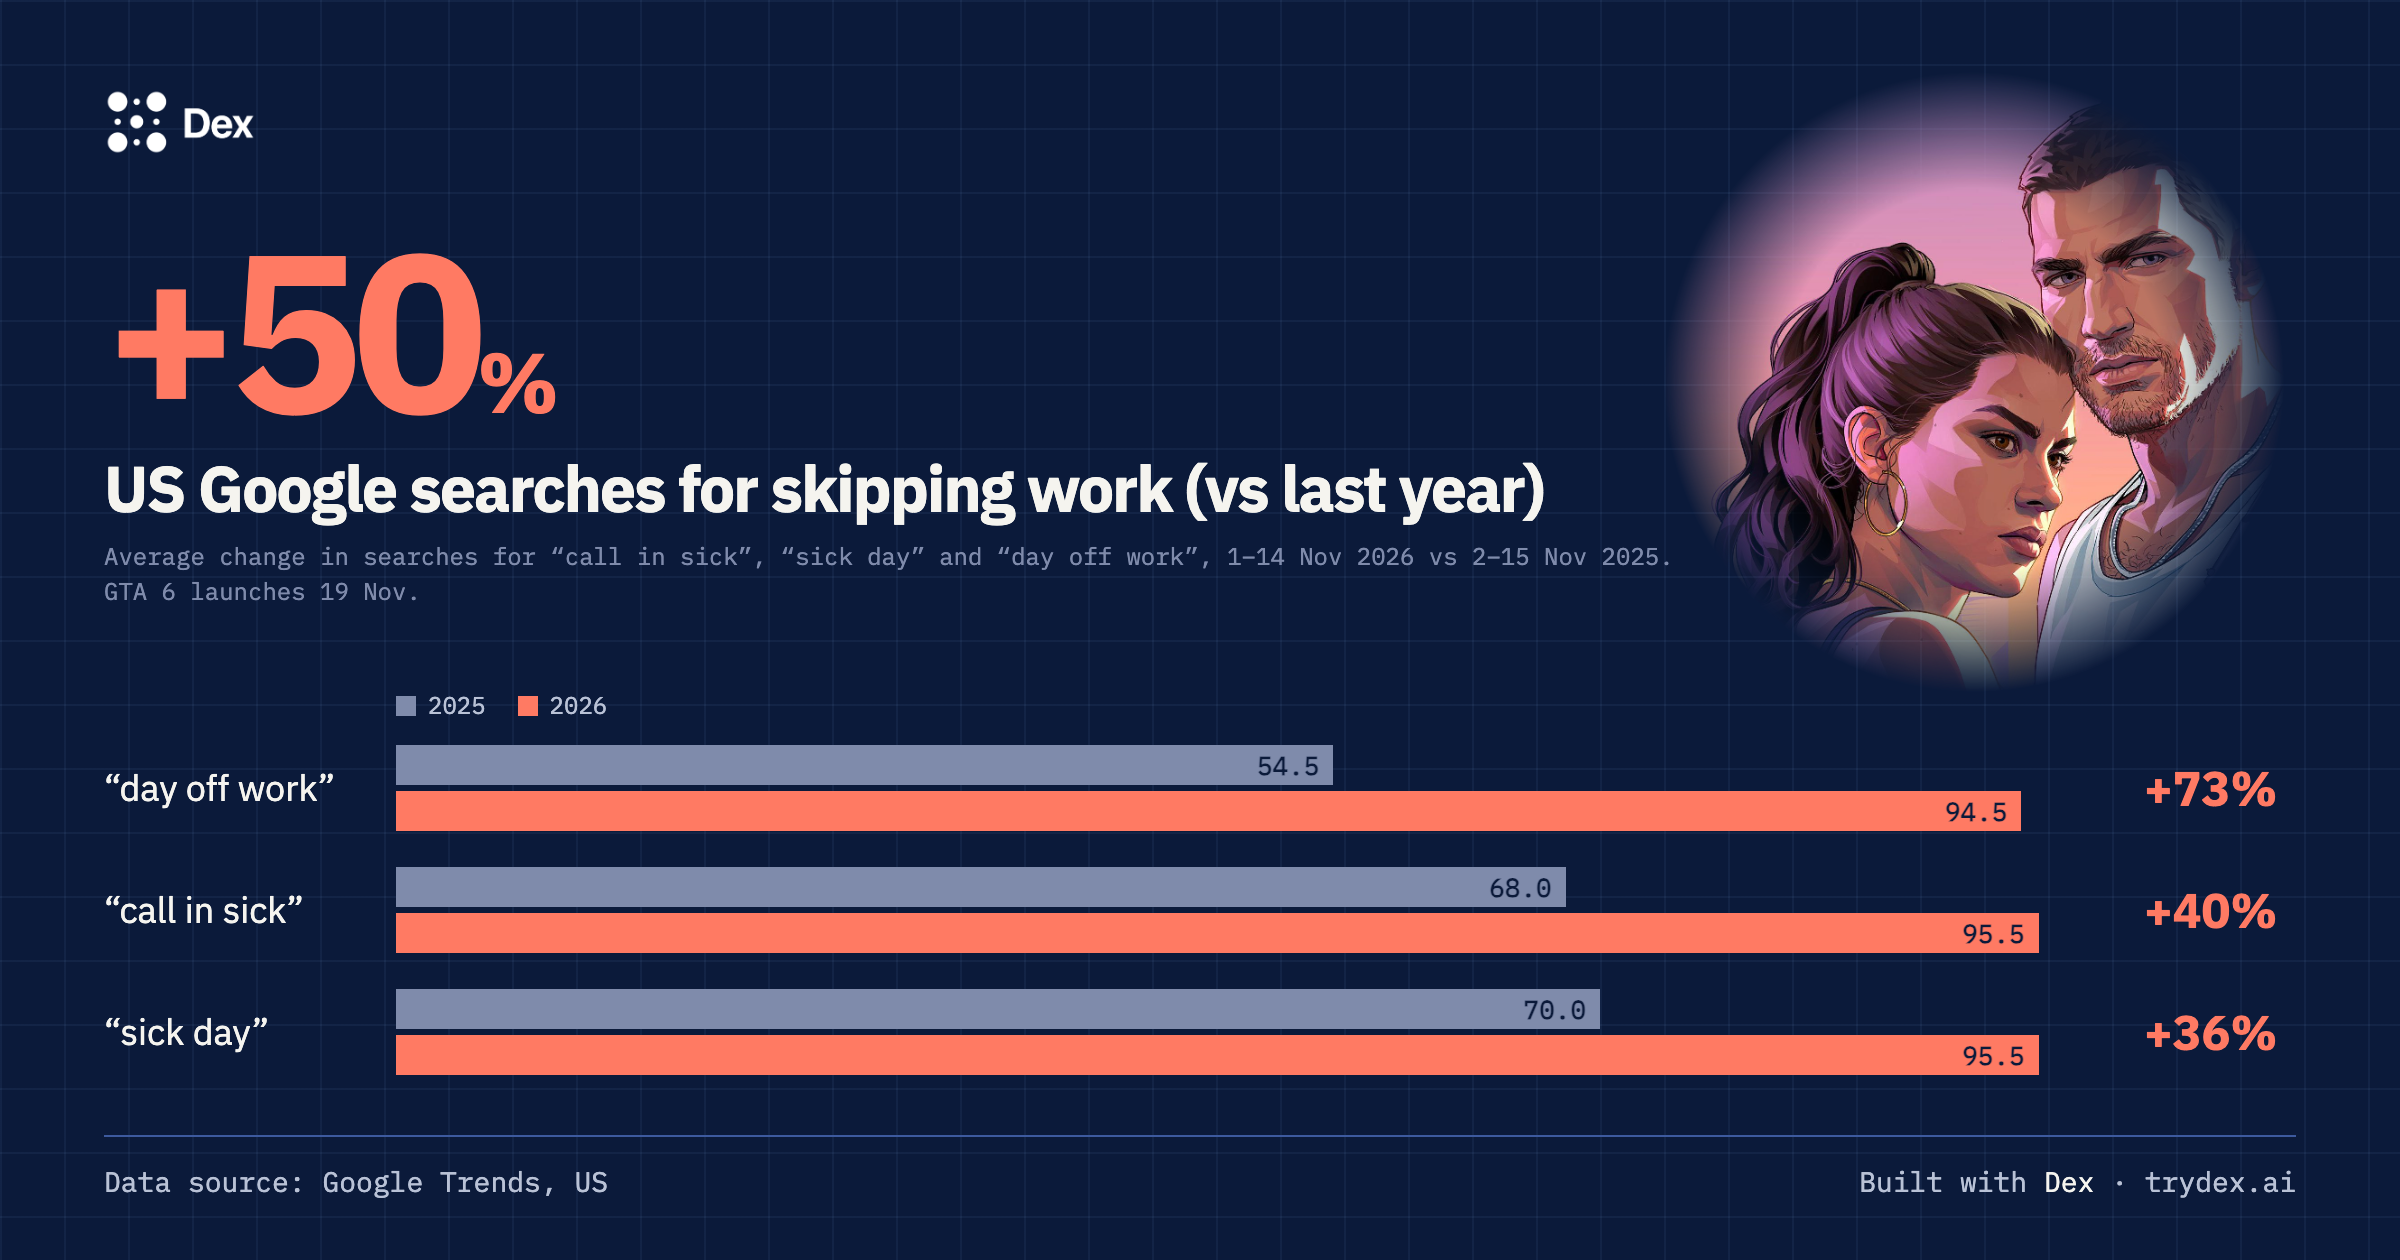 Dex
+50%
US Google searches for skipping work (vs last year)
Average change in searches for “call in sick”, “sick day” and “day off work”, 1–14 Nov 2026 vs 2–15 Nov 2025.
GTA 6 launches 19 Nov.
2025 2026
“day off work” 54.5 94.5 +73%
“call in sick” 68.0 95.5 +40%
“sick day” 70.0 95.5 +36%
Data source: Google Trends, US
Built with Dex · trydex.ai